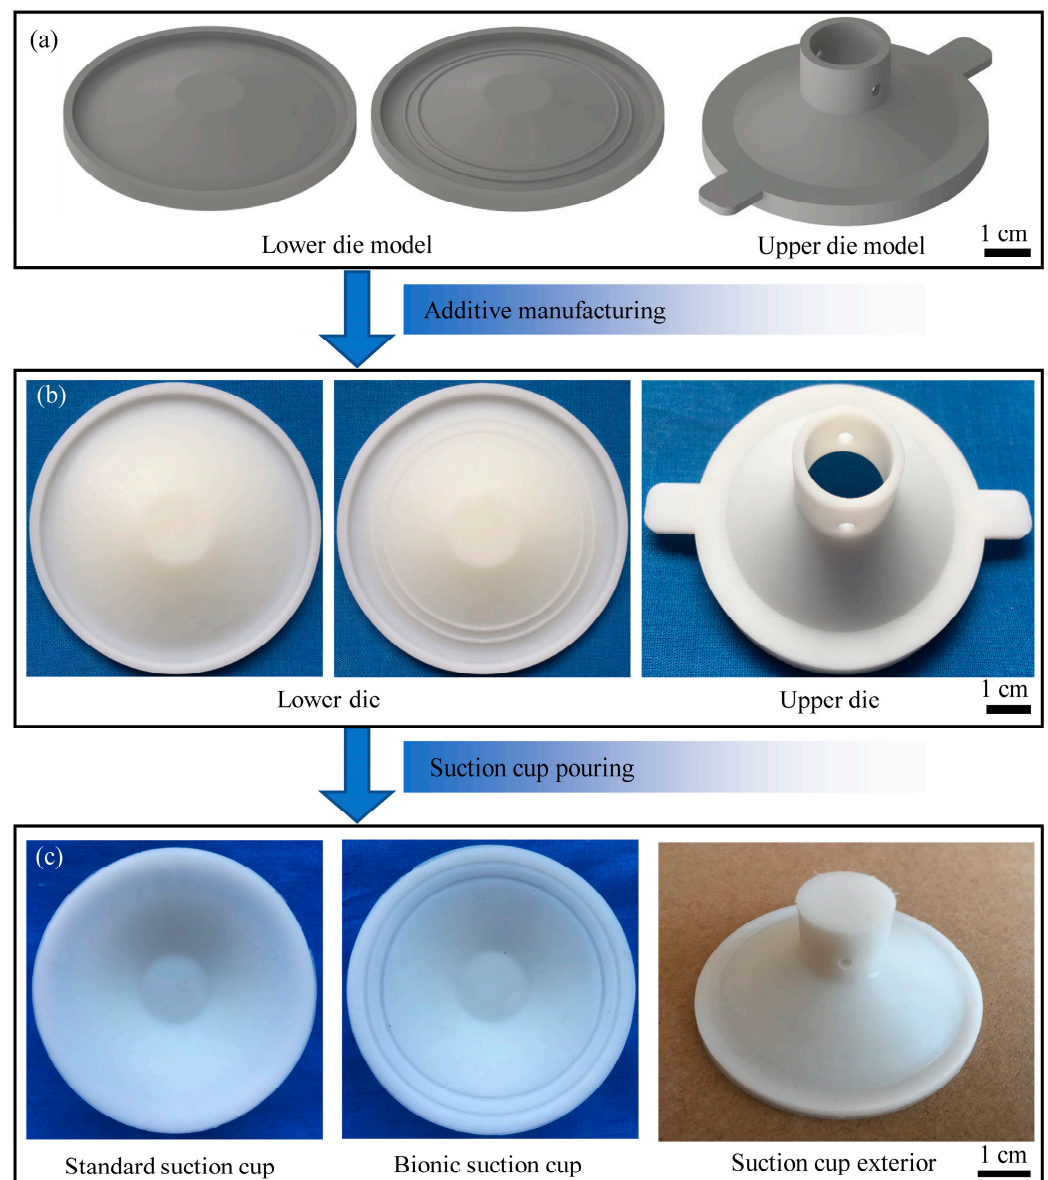 (a)
Lower die model
Upper die model
1 cm
Additive manufacturing
(b)
Lower die
Upper die
1 cm
Suction cup pouring
(c)
Standard suction cup
Bionic suction cup
Suction cup exterior
1 cm